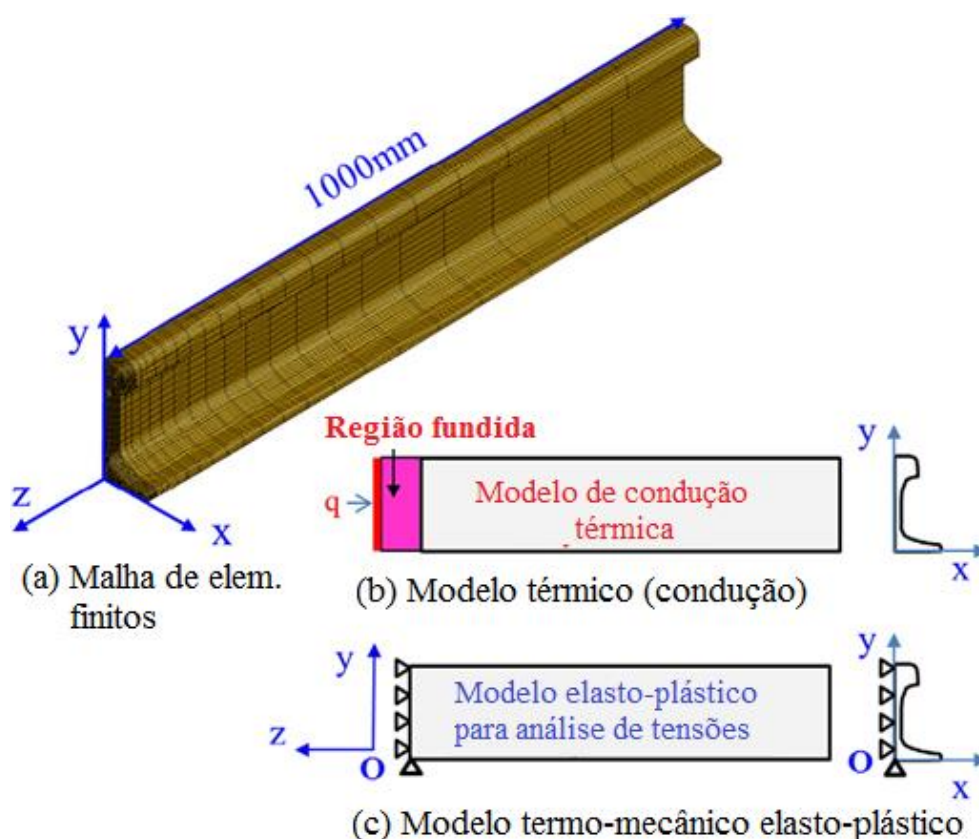 1000mm
y
z
x
(a) Malha de elem.
finitos
Região fundida
q
Modelo de condução
térmica
y
x
(b) Modelo térmico (condução)
y
z
O
Modelo elasto-plástico
para análise de tensões
y
O
x
(c) Modelo termo-mecânico elasto-plástico